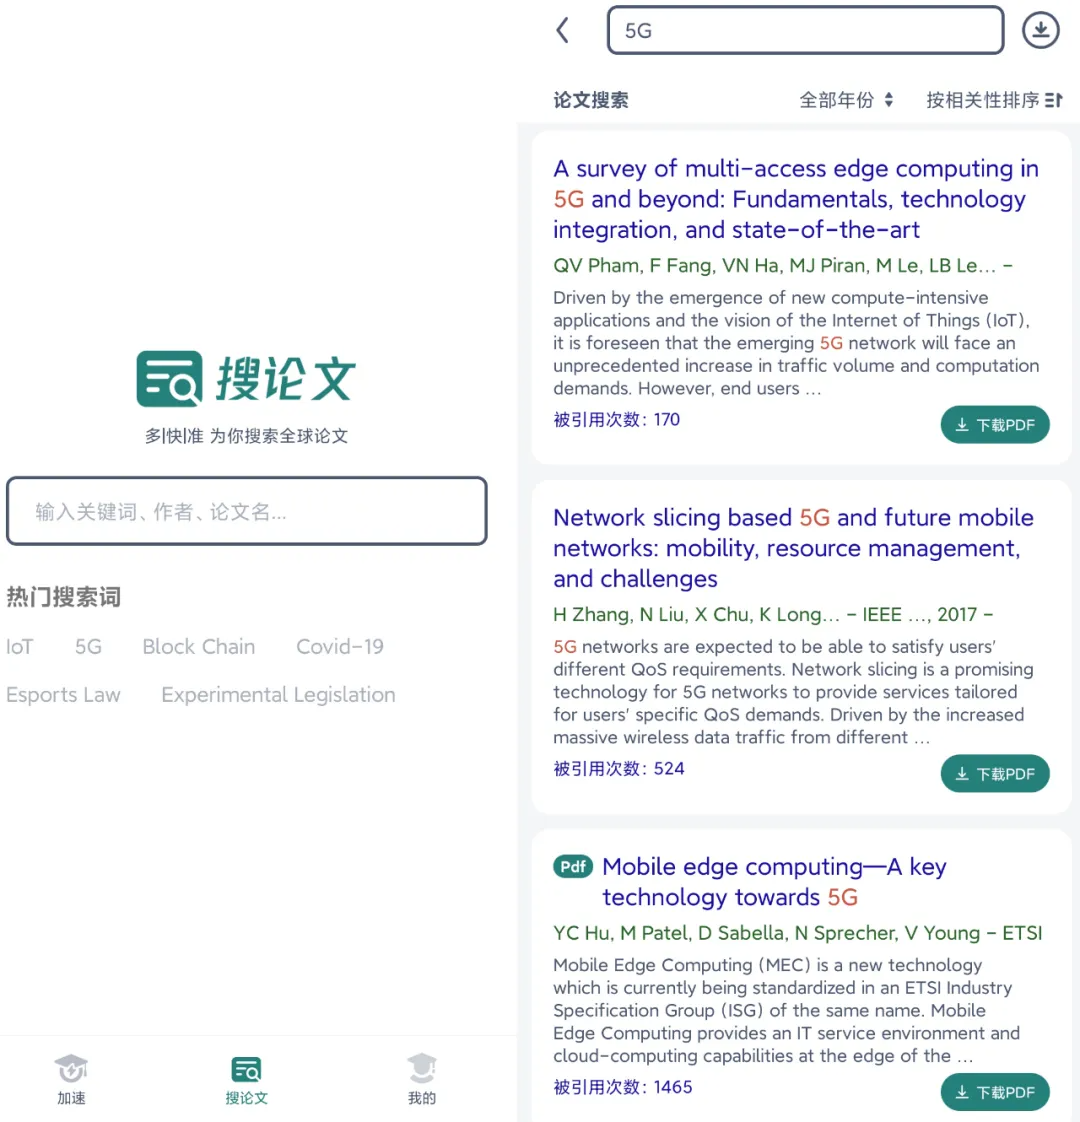 搜论文
多|快|准 为你搜索全球论文
输入关键词、作者、论文名...
热门搜索词
IoT 5G Block Chain Covid-19
Esports Law Experimental Legislation
加速 搜论文 我的
5G
论文搜索 全部年份 按相关性排序
A survey of multi-access edge computing in
5G and beyond: Fundamentals, technology
integration, and state-of-the-art
QV Pham, F Fang, VN Ha, MJ Piran, M Le, LB Le... -
Driven by the emergence of new compute-intensive
applications and the vision of the Internet of Things (IoT),
it is foreseen that the emerging 5G network will face an
unprecedented increase in traffic volume and computation
demands. However, end users ...
被引用次数: 170
下载PDF
Network slicing based 5G and future mobile
networks: mobility, resource management,
and challenges
H Zhang, N Liu, X Chu, K Long... - IEEE ..., 2017 -
5G networks are expected to be able to satisfy users'
different QoS requirements. Network slicing is a promising
technology for 5G networks to provide services tailored
for users' specific QoS demands. Driven by the increased
massive wireless data traffic from different ...
被引用次数: 524
下载PDF
Pdf Mobile edge computing—A key
technology towards 5G
YC Hu, M Patel, D Sabella, N Sprecher, V Young - ETSI
Mobile Edge Computing (MEC) is a new technology
which is currently being standardized in an ETSI Industry
Specification Group (ISG) of the same name. Mobile
Edge Computing provides an IT service environment and
cloud-computing capabilities at the edge of the ...
被引用次数: 1465
下载PDF